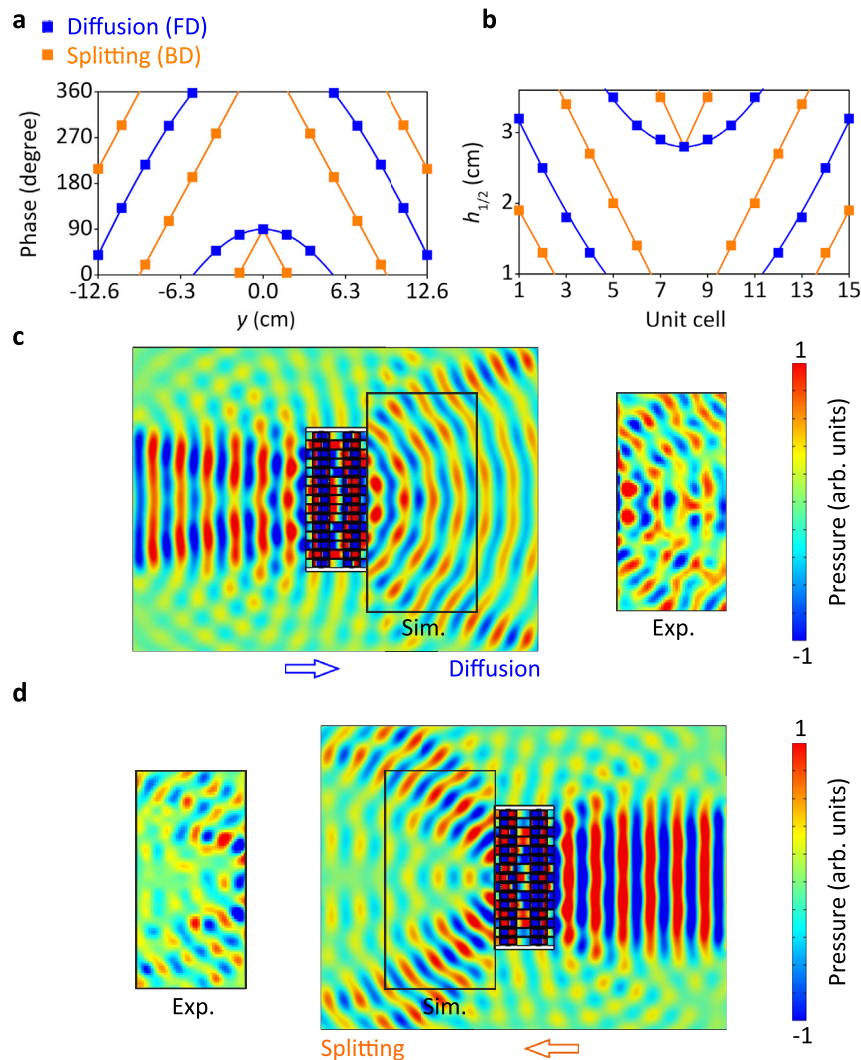 a
Diffusion (FD)
Splitting (BD)
Phase (degree)
360
270
180
90
0
-12.6
-6.3
0.0
6.3
12.6
y (cm)
b
h1/2 (cm)
3
2
1
1
3
5
7
9
11
13
15
Unit cell
c
Sim.
Exp.
Diffusion
1
Pressure (arb. units)
-1
d
Exp.
Sim.
Splitting
1
Pressure (arb. units)
-1